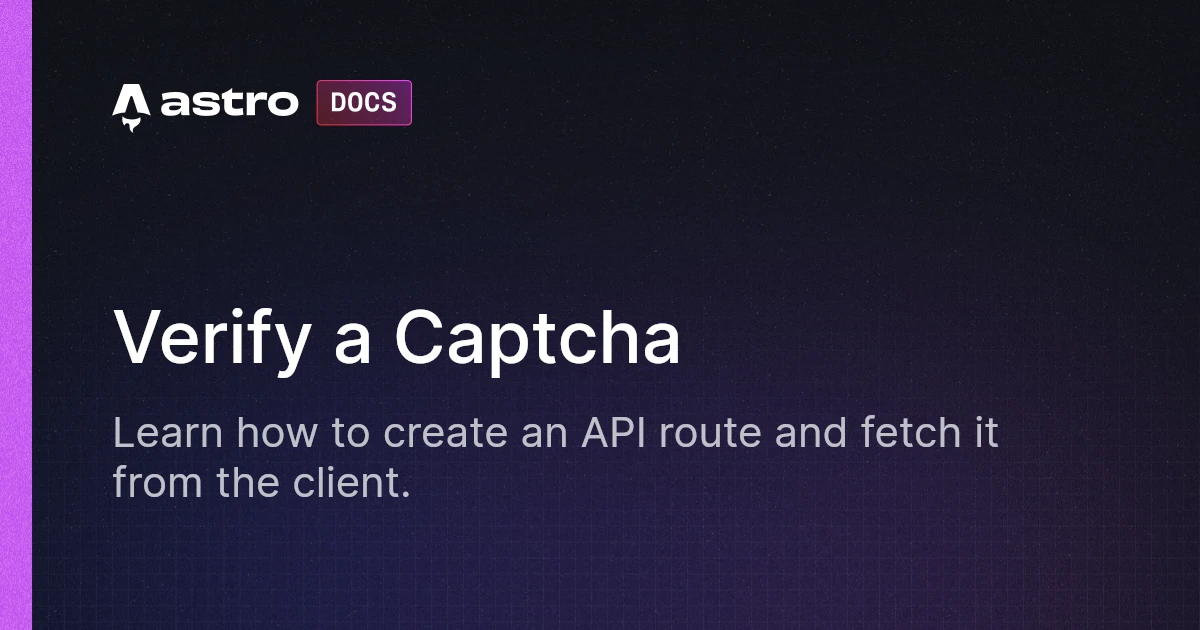 astro DOCS
Verify a Captcha
Learn how to create an API route and fetch it
from the client.